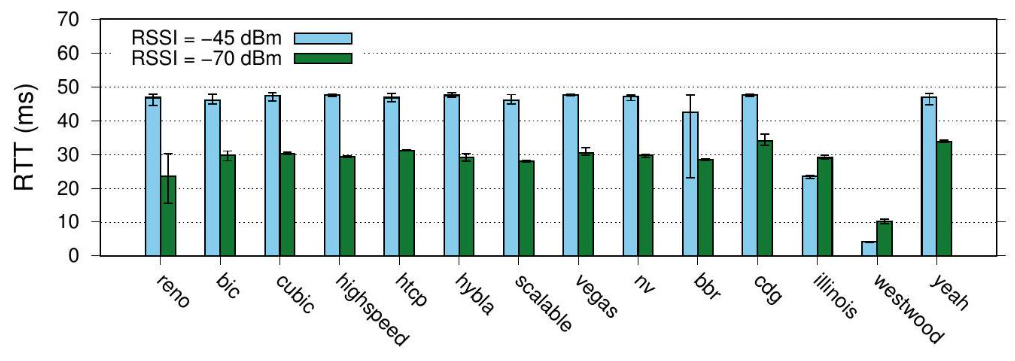 70
60
50
40
30
20
10
0
RTT (ms)
RSSI = −45 dBm
RSSI = −70 dBm
reno
bic
cubic
highspeed
htcp
hybla
scalable
vegas
nv
bbr
cdg
illinois
westwood
yeah